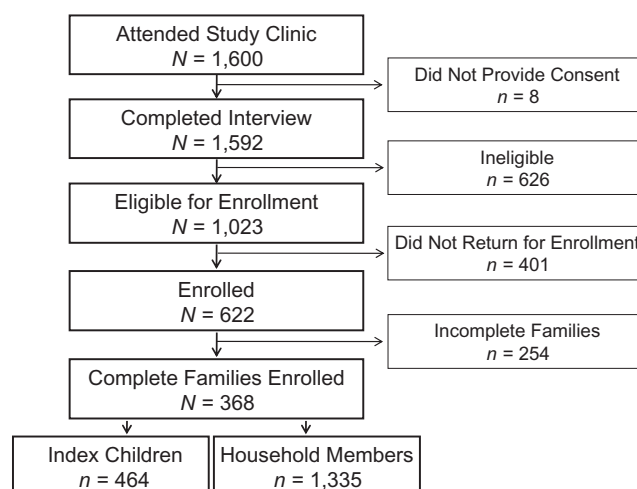 Attended Study Clinic
N = 1,600
Did Not Provide Consent
n = 8
Completed Interview
N = 1,592
Ineligible
n = 626
Eligible for Enrollment
N = 1,023
Did Not Return for Enrollment
n = 401
Enrolled
N = 622
Incomplete Families
n = 254
Complete Families Enrolled
N = 368
Index Children
n = 464
Household Members
n = 1,335